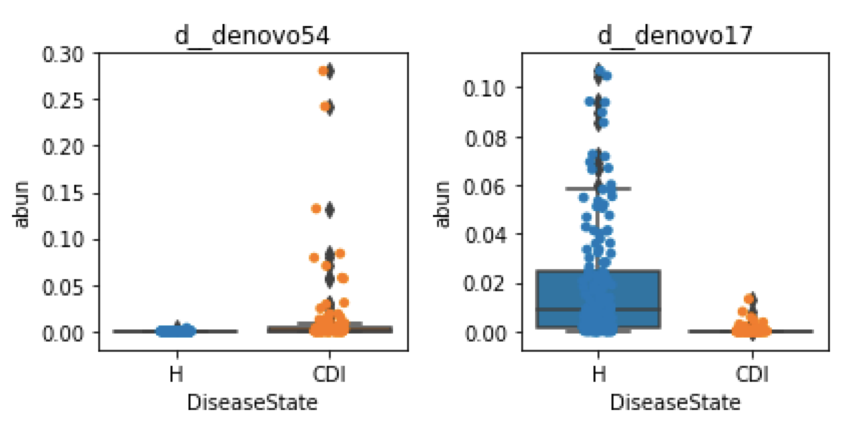 d__denovo54
0.30
0.25
0.20
0.15
0.10
0.05
0.00
abun
H
CDI
DiseaseState
d__denovo17
0.10
0.08
0.06
0.04
0.02
0.00
abun
H
CDI
DiseaseState